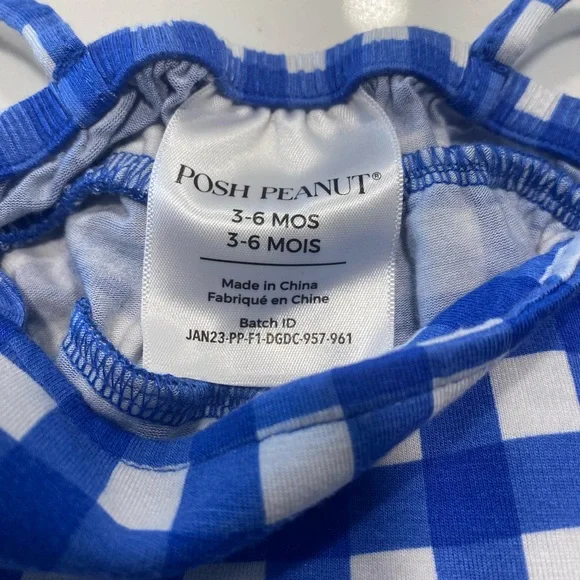 POSH PEANUT®
3-6 MOS
3-6 MOIS
Made in China
Fabriqué en Chine
Batch ID
JAN23-PP-F1-DGDC-957-961